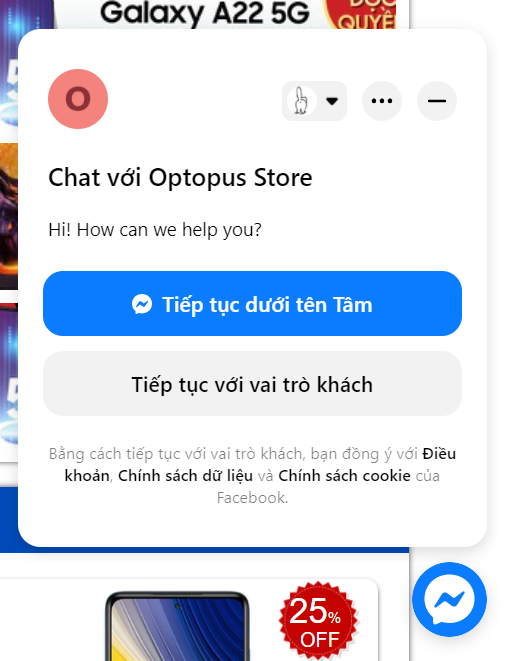 Galaxy A22 5G
QUYỀN
O
Chat với Optopus Store
Hi! How can we help you?
Tiếp tục dưới tên Tâm
Tiếp tục với vai trò khách
Bằng cách tiếp tục với vai trò khách, bạn đồng ý với Điều
khoản, Chính sách dữ liệu và Chính sách cookie của
Facebook.
25%
OFF